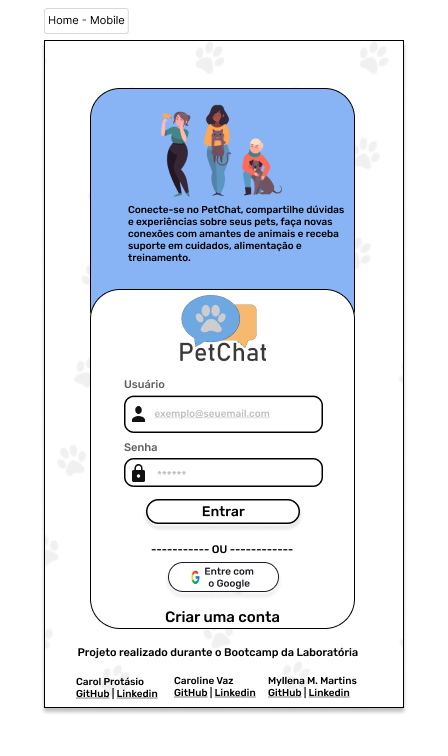 Home - Mobile
Conecte-se no PetChat, compartilhe dúvidas
e experiências sobre seus pets, faça novas
conexões com amantes de animais e receba
suporte em cuidados, alimentação e
treinamento.
PetChat
Usuário
exemplo@seuemail.com
Senha
******
Entrar
----------- OU ------------
Entre com
o Google
Criar uma conta
Projeto realizado durante o Bootcamp da Laboratória
Carol Protásio
GitHub | Linkedin
Caroline Vaz
GitHub | Linkedin
Myllena M. Martins
GitHub | Linkedin